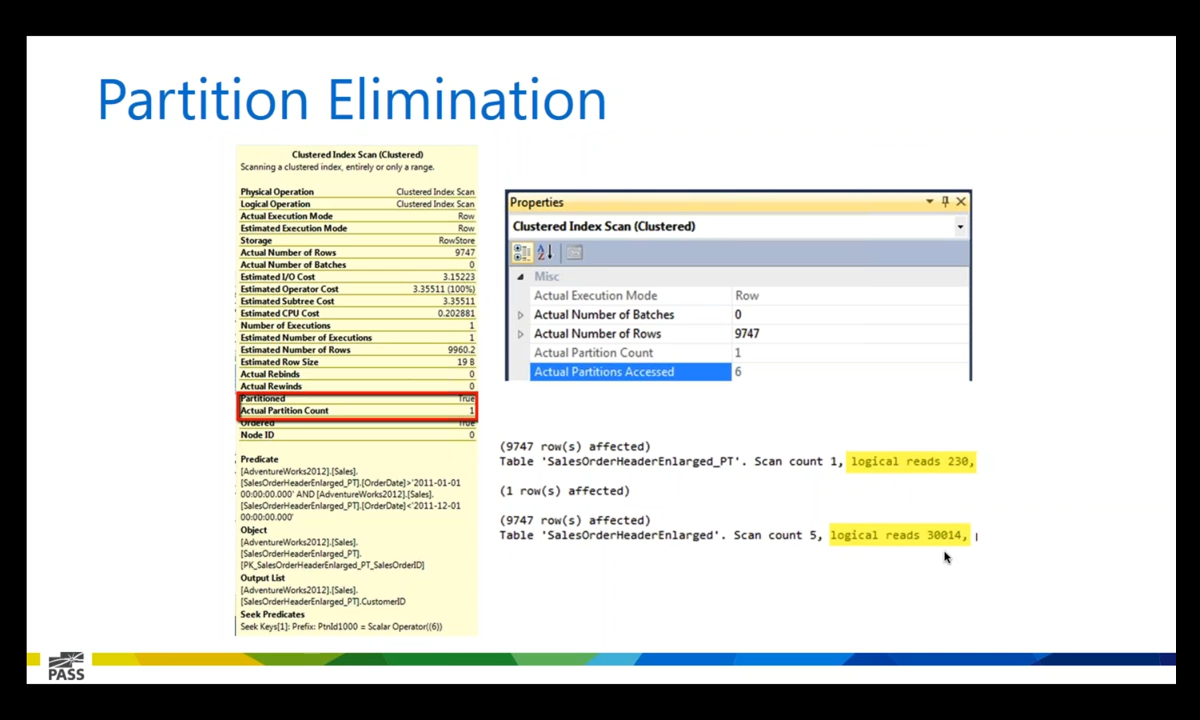 Partition Elimination
Clustered Index Scan (Clustered)
Scanning a clustered index, entirely or only a range.
Physical Operation Clustered Index Scan
Logical Operation Clustered Index Scan
Actual Execution Mode Row
Estimated Execution Mode Row
Storage RowStore
Actual Number of Rows 9747
Actual Number of Batches 0
Estimated I/O Cost 3.15223
Estimated Operator Cost 3.35511 (100%)
Estimated Subtree Cost 3.35511
Estimated CPU Cost 0.202881
Number of Executions 1
Estimated Number of Executions 1
Estimated Number of Rows 9960.2
Estimated Row Size 19 B
Actual Rebinds 0
Actual Rewinds 0
Partitioned True
Actual Partition Count 1
Ordered True
Node ID 0
Predicate
[AdventureWorks2012].[Sales].
[SalesOrderHeaderEnlarged_PT].[OrderDate]>'2011-01-01
00:00:00.000' AND [AdventureWorks2012].[Sales].
[SalesOrderHeaderEnlarged_PT].[OrderDate]<'2011-12-01
00:00:00.000'
Object
[AdventureWorks2012].[Sales].
[SalesOrderHeaderEnlarged_PT].
[PK_SalesOrderHeaderEnlarged_PT_SalesOrderID]
Output List
[AdventureWorks2012].[Sales].
[SalesOrderHeaderEnlarged_PT].CustomerID
Seek Predicates
Seek Keys[1]: Prefix: PtnId1000 = Scalar Operator((6))
Properties
Clustered Index Scan (Clustered)
Misc
Actual Execution Mode Row
Actual Number of Batches 0
Actual Number of Rows 9747
Actual Partition Count 1
Actual Partitions Accessed 6
(9747 row(s) affected)
Table 'SalesOrderHeaderEnlarged_PT'. Scan count 1, logical reads 230,
(1 row(s) affected)
(9747 row(s) affected)
Table 'SalesOrderHeaderEnlarged'. Scan count 5, logical reads 30014,
PASS